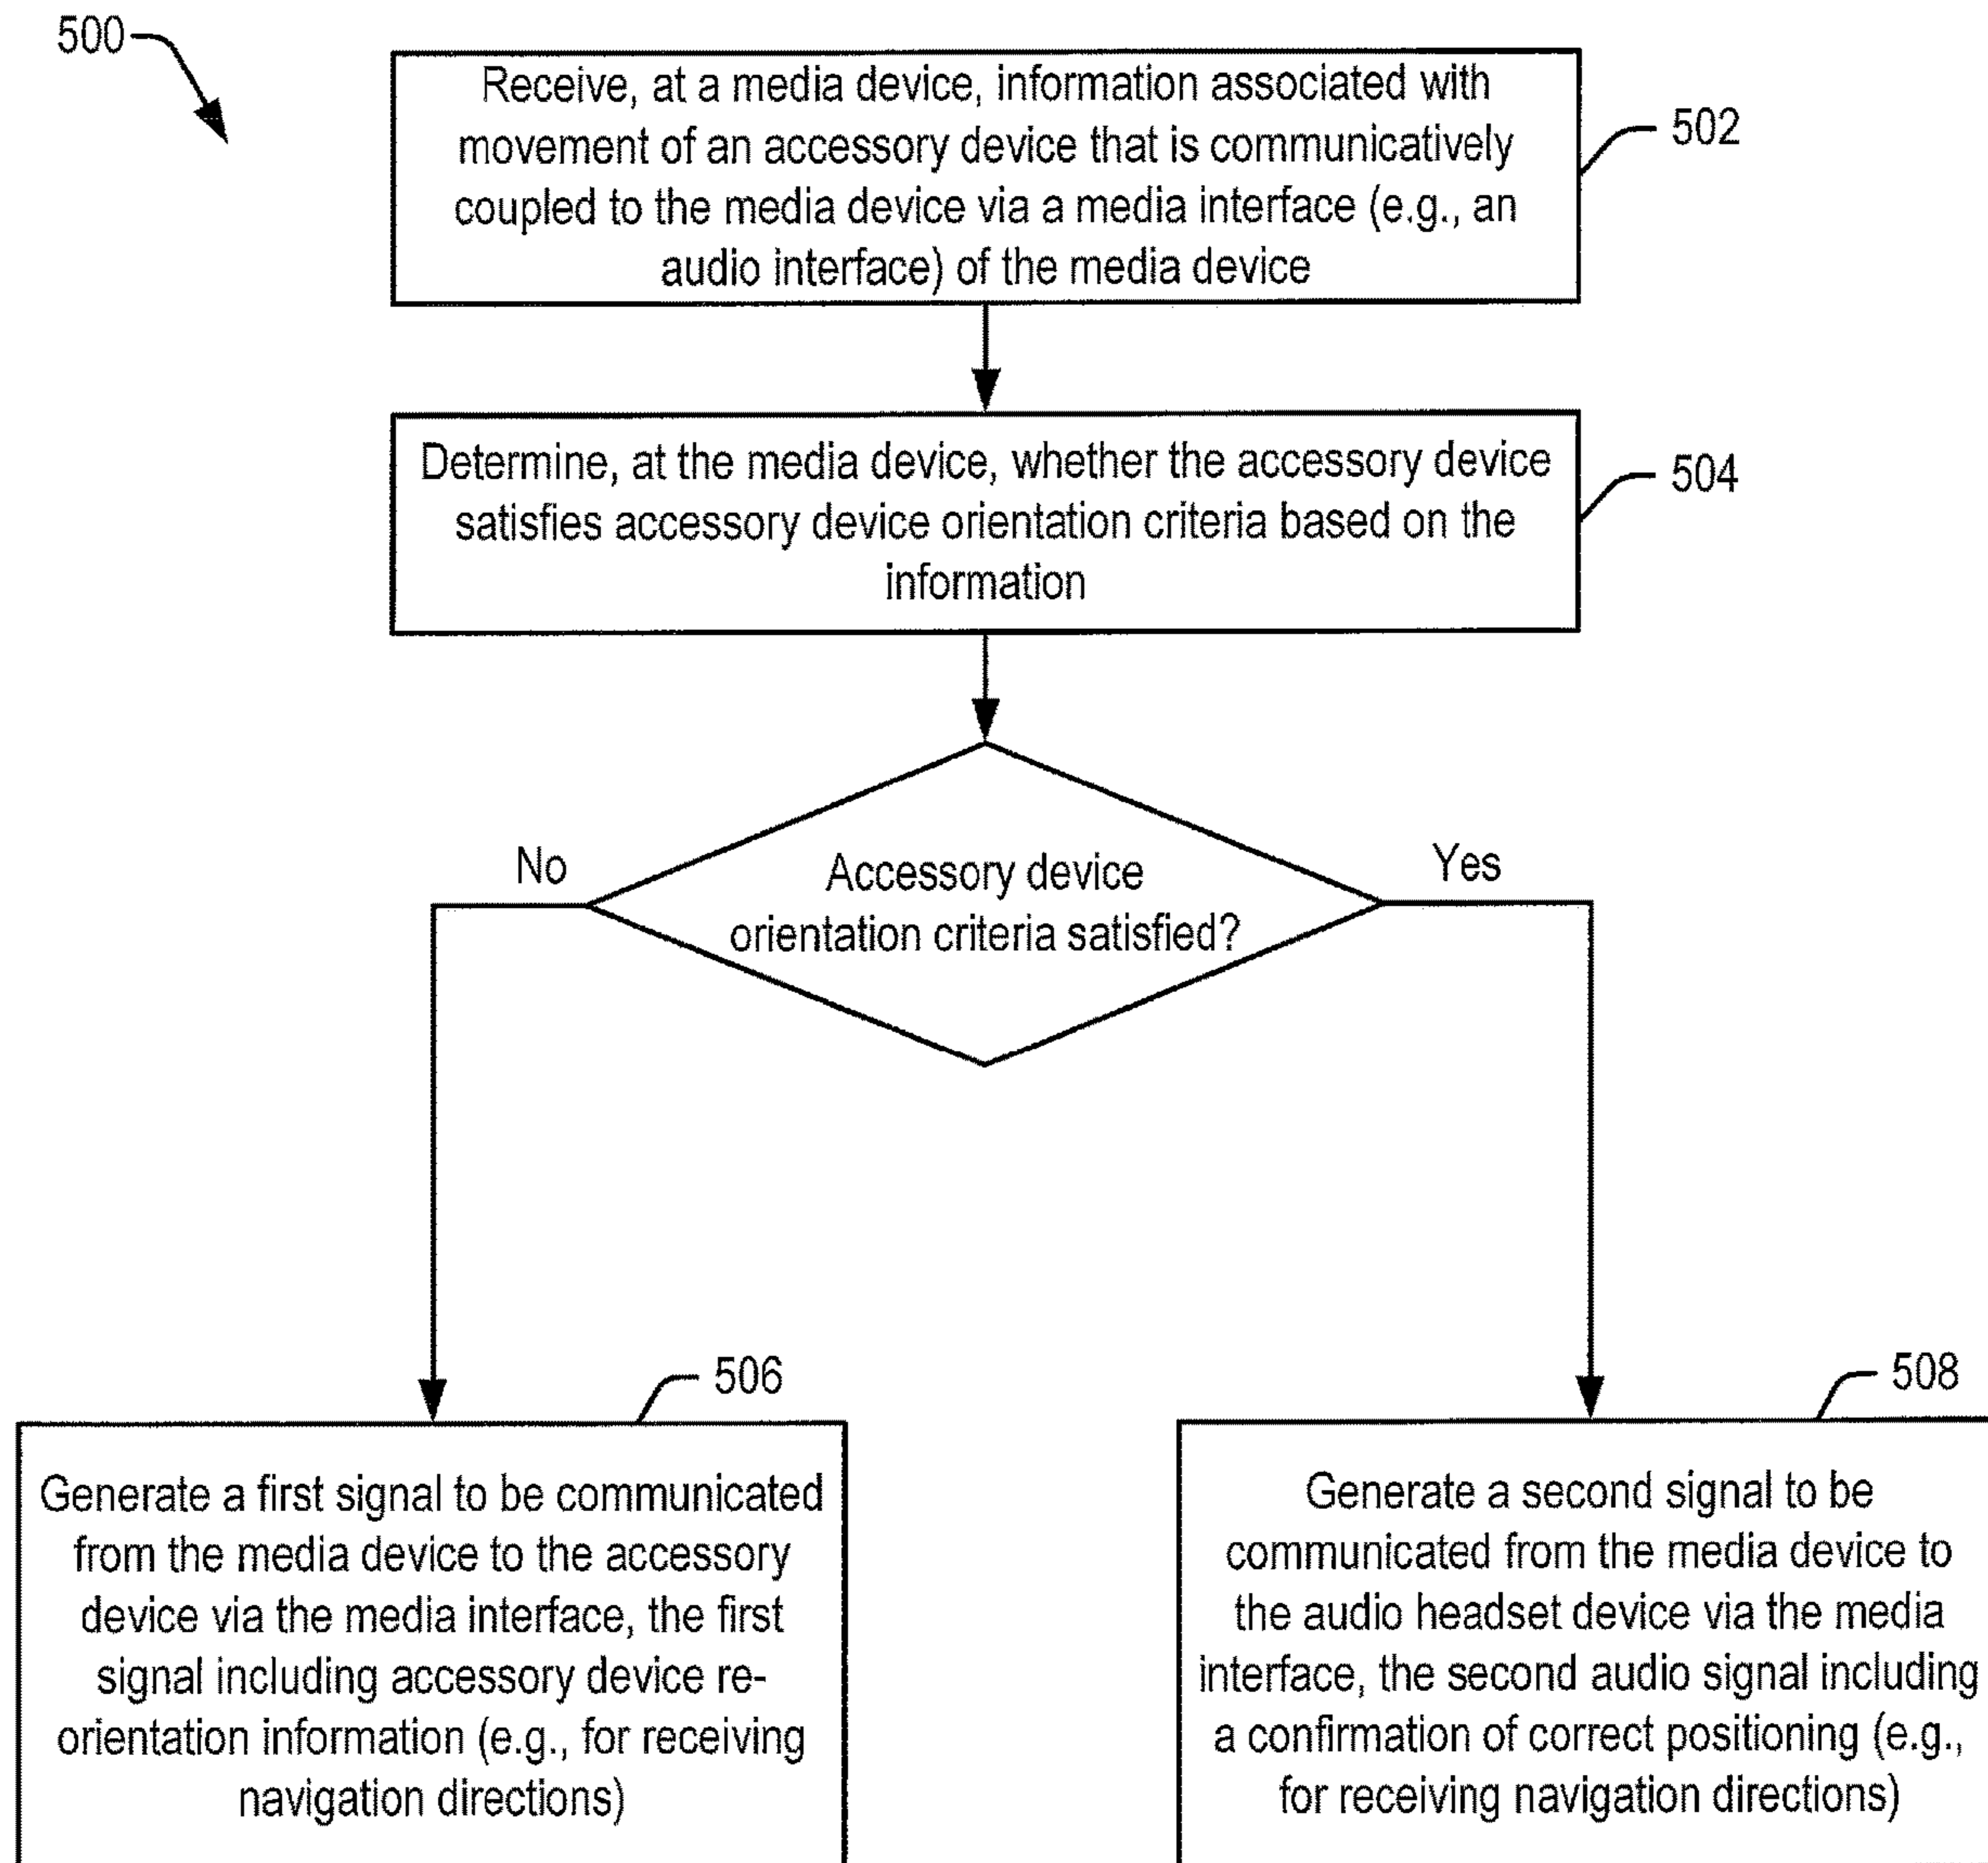 500
Receive, at a media device, information associated with
movement of an accessory device that is communicatively
coupled to the media device via a media interface (e.g., an
audio interface) of the media device
502
Determine, at the media device, whether the accessory device
satisfies accessory device orientation criteria based on the
information
504
No
Accessory device
orientation criteria satisfied?
Yes
506
Generate a first signal to be communicated
from the media device to the accessory
device via the media interface, the first
signal including accessory device re-
orientation information (e.g., for receiving
navigation directions)
508
Generate a second signal to be
communicated from the media device to
the audio headset device via the media
interface, the second audio signal including
a confirmation of correct positioning (e.g.,
for receiving navigation directions)